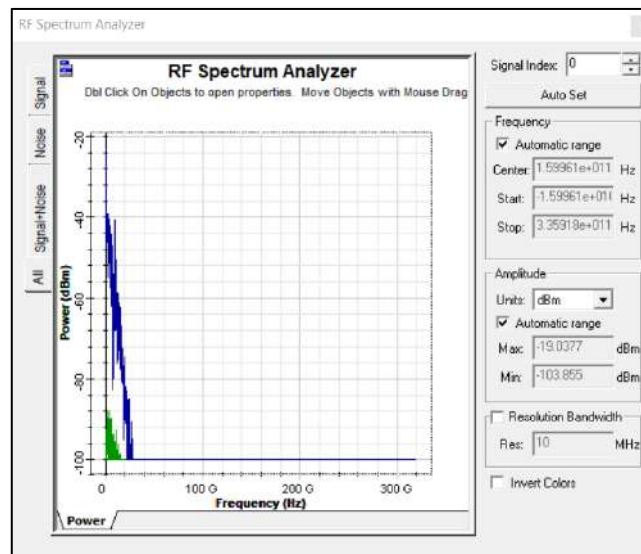 RF Spectrum Analyzer
Signal Index: 0
Auto Set
Frequency
Automatic range
Center: 1.59961e+011 Hz
Start: -1.59961e+010 Hz
Stop: 3.35918e+011 Hz
Amplitude
Units: dBm
Automatic range
Max: -19.0377 dBm
Min: -103.855 dBm
Resolution Bandwidth
Res: 10 MHz
Invert Colors
Signal
Noise
Signal+Noise
All
RF Spectrum Analyzer
Dbl Click On Objects to open properties. Move Objects with Mouse Drag
Power (dBm)
-20
-40
-60
-80
-100
0 100 G 200 G 300 G
Frequency (Hz)
Power